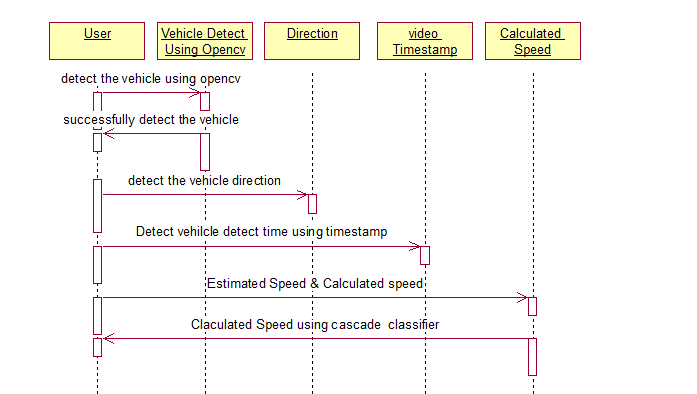 User
Vehicle Detect
Using Opencv
Direction
video
Timestamp
Calculated
Speed
detect the vehicle using opencv
successfully detect the vehicle
detect the vehicle direction
Detect vehilcle detect time using timestamp
Estimated Speed & Calculated speed
Claculated Speed using cascade classifier